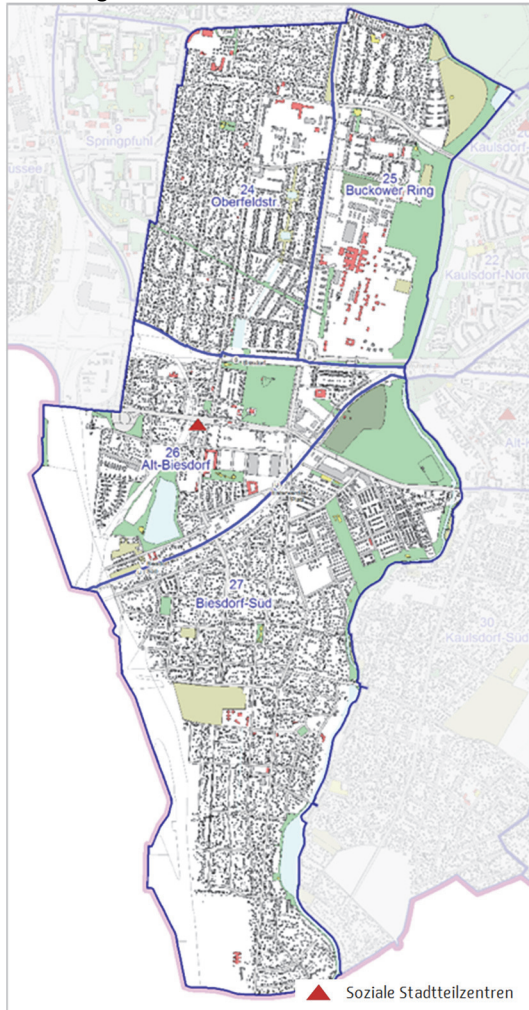 9
Springpfuhl
24
Oberfeldstr.
25
Buckower Ring
Kaulsdorf-
22
Kaulsdorf-Nord
26
Alt-Biesdorf
27
Biesdorf-Süd
30
Kaulsdorf-Süd
Soziale Stadtteilzentren